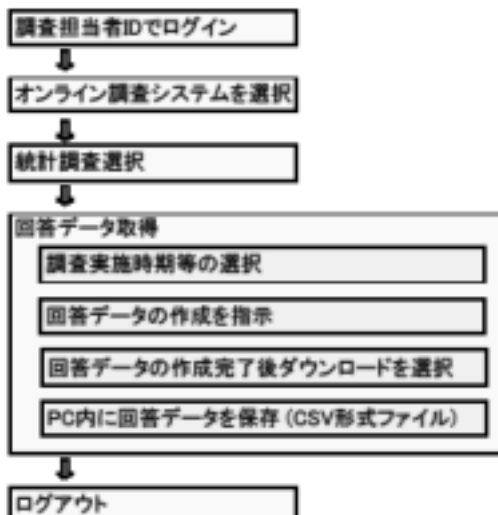 調査担当者IDでログイン
オンライン調査システムを選択
統計調査選択
回答データ取得
調査実施時期等の選択
回答データの作成を指示
回答データの作成完了後ダウンロードを選択
PC内に回答データを保存(CSV形式ファイル)
ログアウト